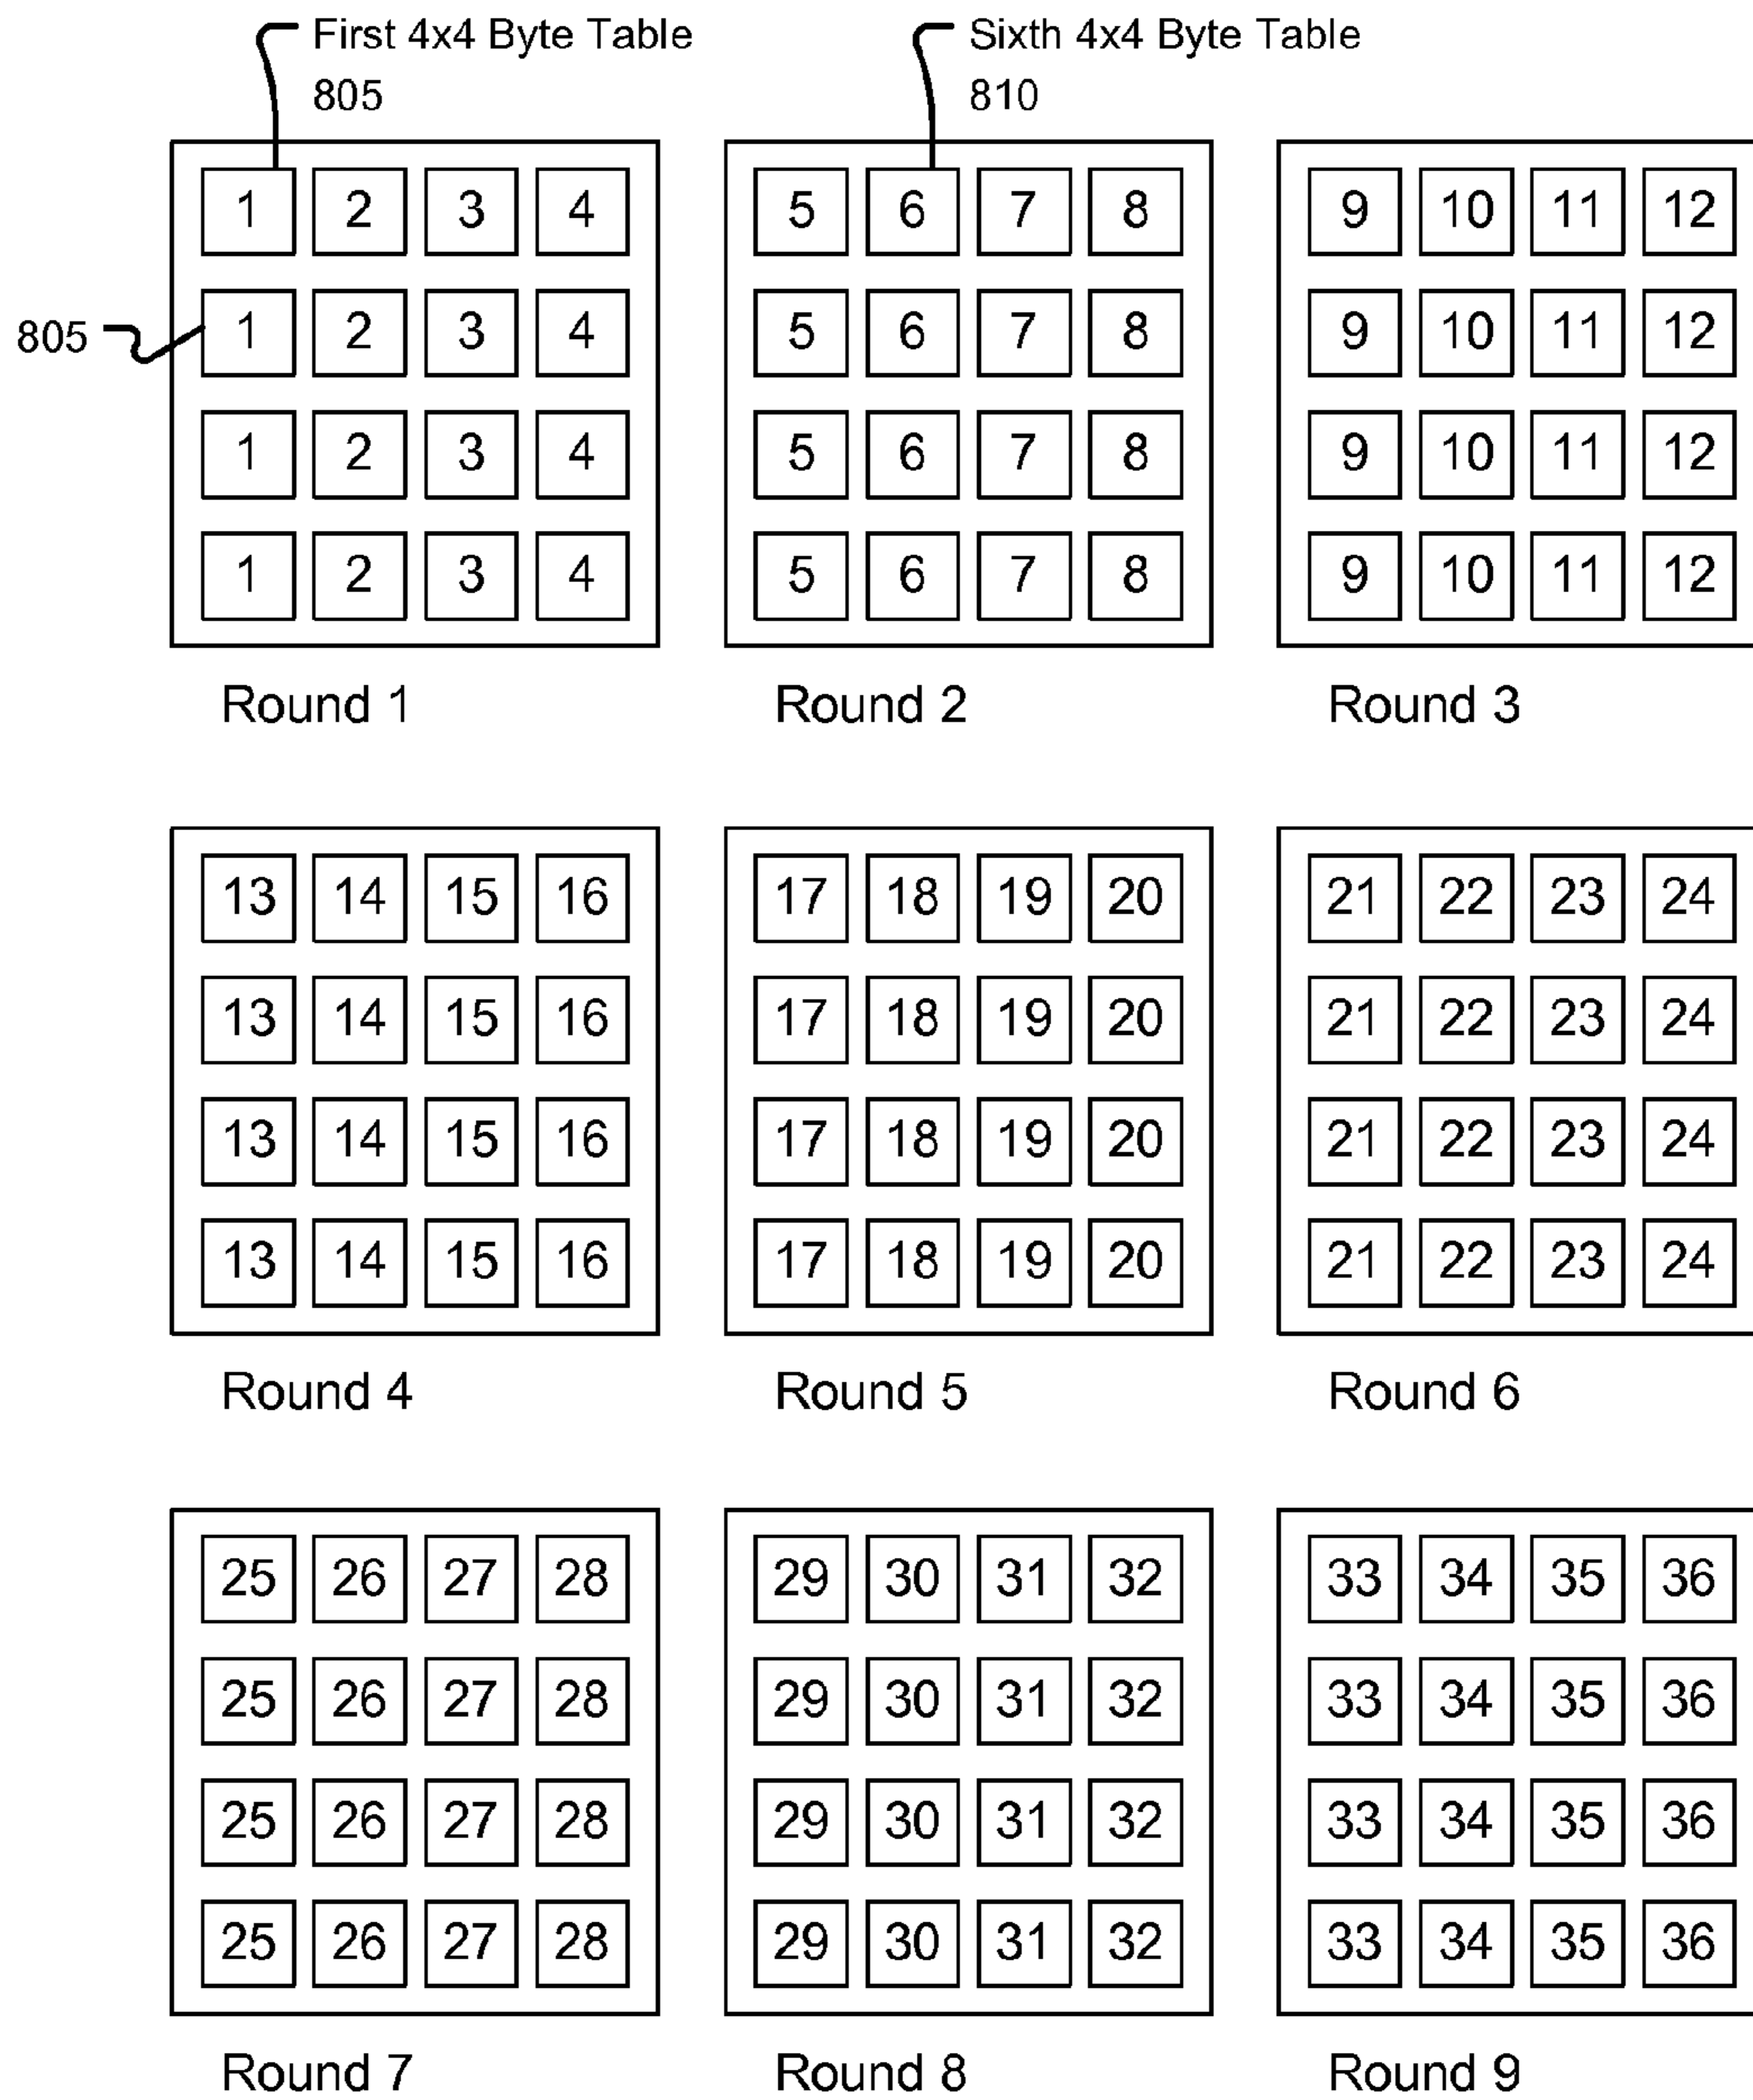 First 4x4 Byte Table
805
Sixth 4x4 Byte Table
810
1 2 3 4 5 6 7 8 9 10 11 12
805 1 2 3 4 5 6 7 8 9 10 11 12
1 2 3 4 5 6 7 8 9 10 11 12
1 2 3 4 5 6 7 8 9 10 11 12
Round 1 Round 2 Round 3
13 14 15 16 17 18 19 20 21 22 23 24
13 14 15 16 17 18 19 20 21 22 23 24
13 14 15 16 17 18 19 20 21 22 23 24
13 14 15 16 17 18 19 20 21 22 23 24
Round 4 Round 5 Round 6
25 26 27 28 29 30 31 32 33 34 35 36
25 26 27 28 29 30 31 32 33 34 35 36
25 26 27 28 29 30 31 32 33 34 35 36
25 26 27 28 29 30 31 32 33 34 35 36
Round 7 Round 8 Round 9